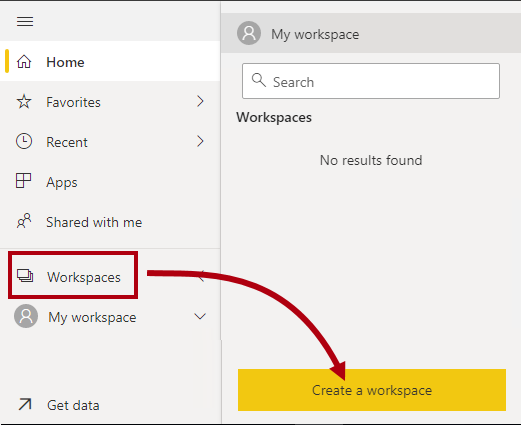 Home
Favorites
Recent
Apps
Shared with me
Workspaces
My workspace
Get data
My workspace
Search
Workspaces
No results found
Create a workspace